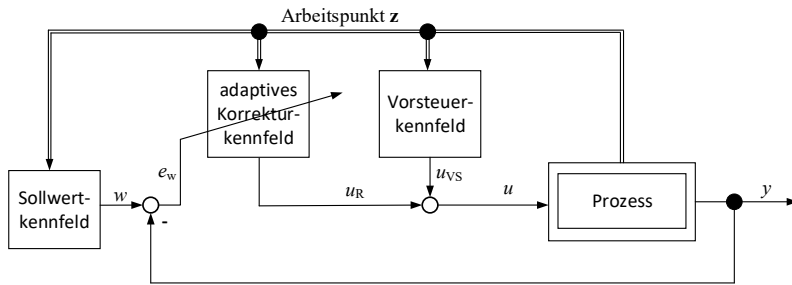 Arbeitspunkt z
adaptives
Korrektur-
kennfeld
Vorsteuer-
kennfeld
e_w
u_VS
Sollwert-
kennfeld
w
-
u_R
u
Prozess
y